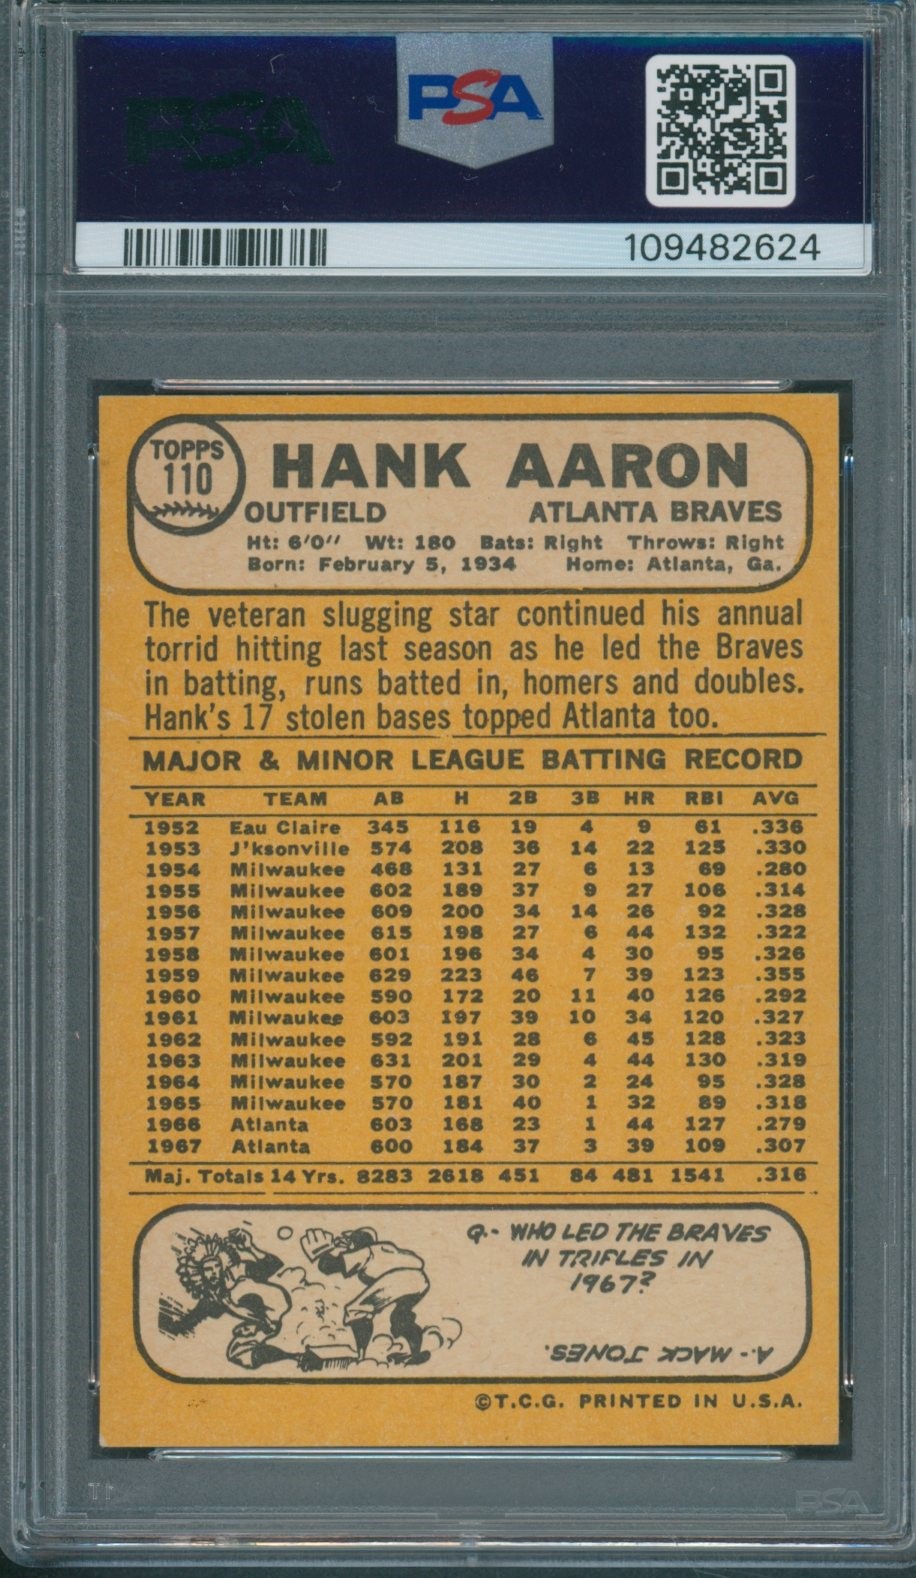 PSA
PSA
109482624
TOPPS
110
HANK AARON
OUTFIELD ATLANTA BRAVES
Ht: 6'0" Wt: 180 Bats: Right Throws: Right
Born: February 5, 1934 Home: Atlanta, Ga.
The veteran slugging star continued his annual
torrid hitting last season as he led the Braves
in batting, runs batted in, homers and doubles.
Hank's 17 stolen bases topped Atlanta too.
MAJOR & MINOR LEAGUE BATTING RECORD
YEAR TEAM AB H 2B 3B HR RBI AVG
1952 Eau Claire 345 116 19 4 9 61 .336
1953 J'ksonville 574 208 36 14 22 125 .330
1954 Milwaukee 468 131 27 6 13 69 .280
1955 Milwaukee 602 189 37 9 27 106 .314
1956 Milwaukee 609 200 34 14 26 92 .328
1957 Milwaukee 615 198 27 6 44 132 .322
1958 Milwaukee 601 196 34 4 30 95 .326
1959 Milwaukee 629 223 46 7 39 123 .355
1960 Milwaukee 590 172 20 11 40 126 .292
1961 Milwaukee 603 197 39 10 34 120 .327
1962 Milwaukee 592 191 28 6 45 128 .323
1963 Milwaukee 631 201 29 4 44 130 .319
1964 Milwaukee 570 187 30 2 24 95 .328
1965 Milwaukee 570 181 40 1 32 89 .318
1966 Atlanta 603 168 23 1 44 127 .279
1967 Atlanta 600 184 37 3 39 109 .307
Maj. Totals 14 Yrs. 8283 2618 451 84 481 1541 .316
Q.- WHO LED THE BRAVES
IN TRIFLES IN
1967?
A.- MACK JONES.
©T.C.G. PRINTED IN U.S.A.
PSA